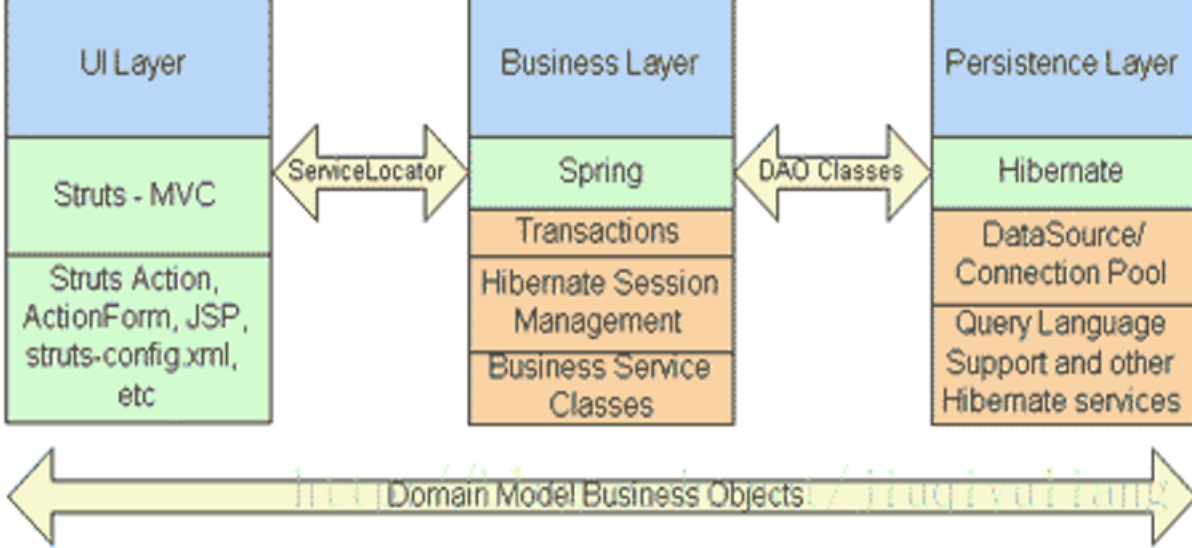 UI Layer
Struts - MVC
Struts Action,
ActionForm, JSP,
struts-config.xml,
etc
ServiceLocator
Business Layer
Spring
Transactions
Hibernate Session
Management
Business Service
Classes
DAO Classes
Persistence Layer
Hibernate
DataSource/
Connection Pool
Query Language
Support and other
Hibernate services
Domain Model Business Objects